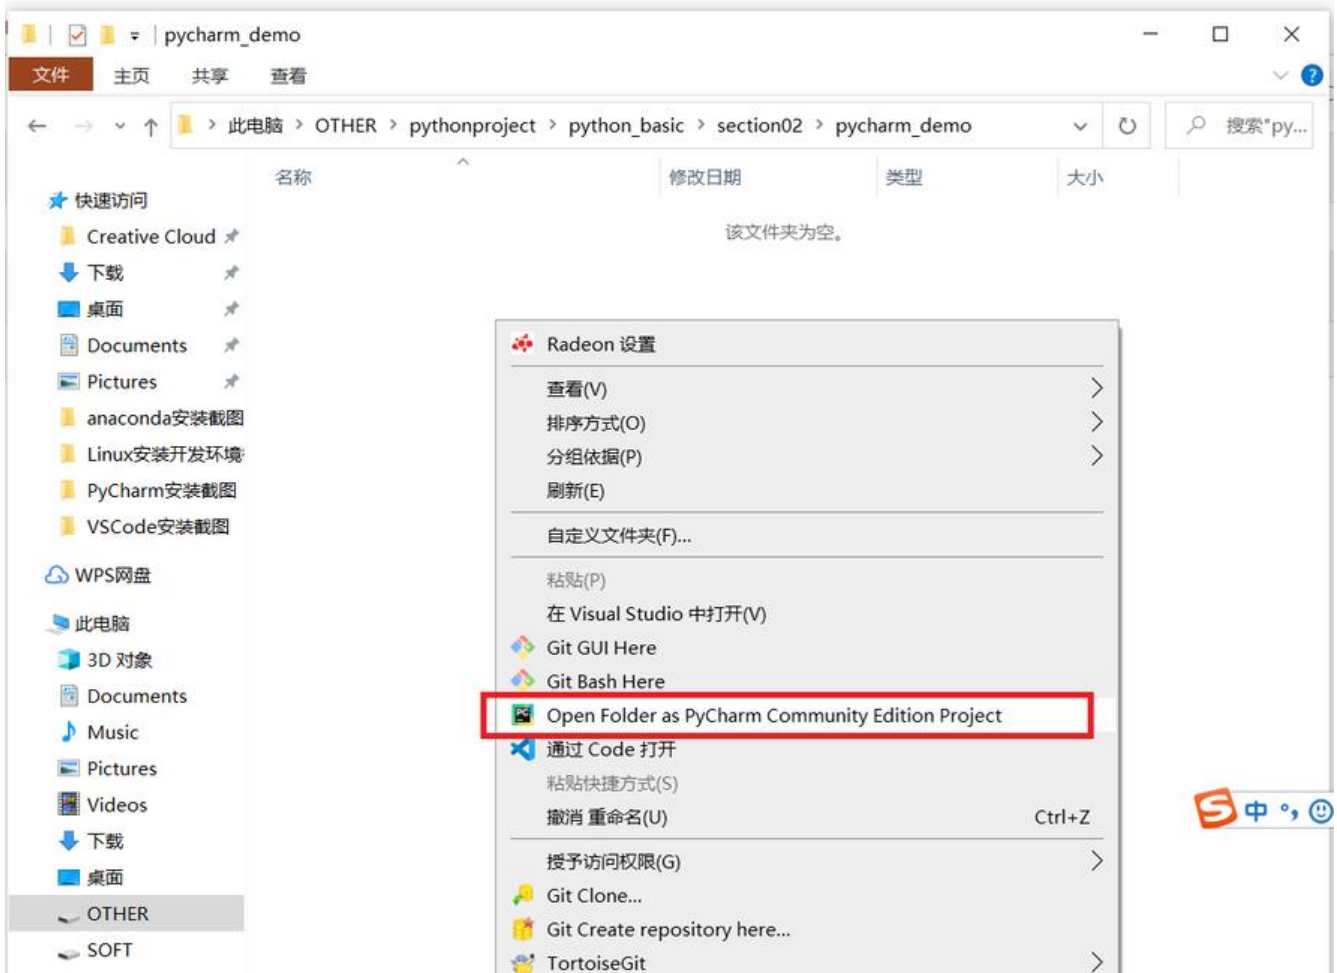 pycharm_demo
文件 主页 共享 查看
此电脑 > OTHER > pythonproject > python_basic > section02 > pycharm_demo 搜索"py...
名称 修改日期 类型 大小
该文件夹为空。
快速访问
Creative Cloud
下载
桌面
Documents
Pictures
anaconda安装截图
Linux安装开发环境
PyCharm安装截图
VSCode安装截图
WPS网盘
此电脑
3D 对象
Documents
Music
Pictures
Videos
下载
桌面
OTHER
SOFT
Radeon 设置
查看(V)
排序方式(O)
分组依据(P)
刷新(E)
自定义文件夹(F)...
粘贴(P)
在 Visual Studio 中打开(V)
Git GUI Here
Git Bash Here
Open Folder as PyCharm Community Edition Project
通过 Code 打开
粘贴快捷方式(S)
撤消 重命名(U) Ctrl+Z
授予访问权限(G)
Git Clone...
Git Create repository here...
TortoiseGit
中